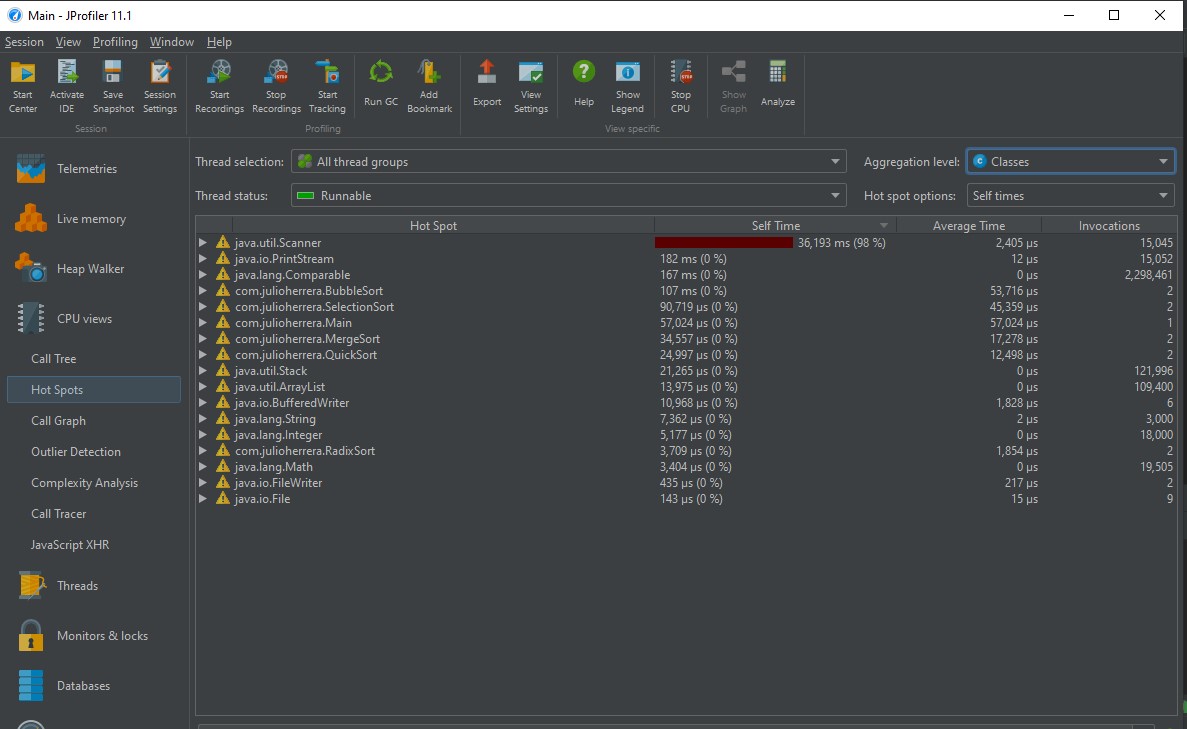 Main - JProfiler 11.1
Session View Profiling Window Help
Start Center
Activate IDE
Save Snapshot
Session Settings
Start Recordings
Stop Recordings
Start Tracking
Run GC
Add Bookmark
Export
View Settings
Help
Show Legend
Stop CPU
Show Graph
Analyze
Session
Profiling
View specific
Telemetries
Live memory
Heap Walker
CPU views
Call Tree
Hot Spots
Call Graph
Outlier Detection
Complexity Analysis
Call Tracer
JavaScript XHR
Threads
Monitors & locks
Databases
Thread selection: All thread groups
Aggregation level: Classes
Thread status: Runnable
Hot spot options: Self times
Hot Spot Self Time Average Time Invocations
java.util.Scanner 36,193 ms (98 %) 2,405 µs 15,045
java.io.PrintStream 182 ms (0 %) 12 µs 15,052
java.lang.Comparable 167 ms (0 %) 0 µs 2,298,461
com.julioherrera.BubbleSort 107 ms (0 %) 53,716 µs 2
com.julioherrera.SelectionSort 90,719 µs (0 %) 45,359 µs 2
com.julioherrera.Main 57,024 µs (0 %) 57,024 µs 1
com.julioherrera.MergeSort 34,557 µs (0 %) 17,278 µs 2
com.julioherrera.QuickSort 24,997 µs (0 %) 12,498 µs 2
java.util.Stack 21,265 µs (0 %) 0 µs 121,996
java.util.ArrayList 13,975 µs (0 %) 0 µs 109,400
java.io.BufferedWriter 10,968 µs (0 %) 1,828 µs 6
java.lang.String 7,362 µs (0 %) 2 µs 3,000
java.lang.Integer 5,177 µs (0 %) 0 µs 18,000
com.julioherrera.RadixSort 3,709 µs (0 %) 1,854 µs 2
java.lang.Math 3,404 µs (0 %) 0 µs 19,505
java.io.FileWriter 435 µs (0 %) 217 µs 2
java.io.File 143 µs (0 %) 15 µs 9